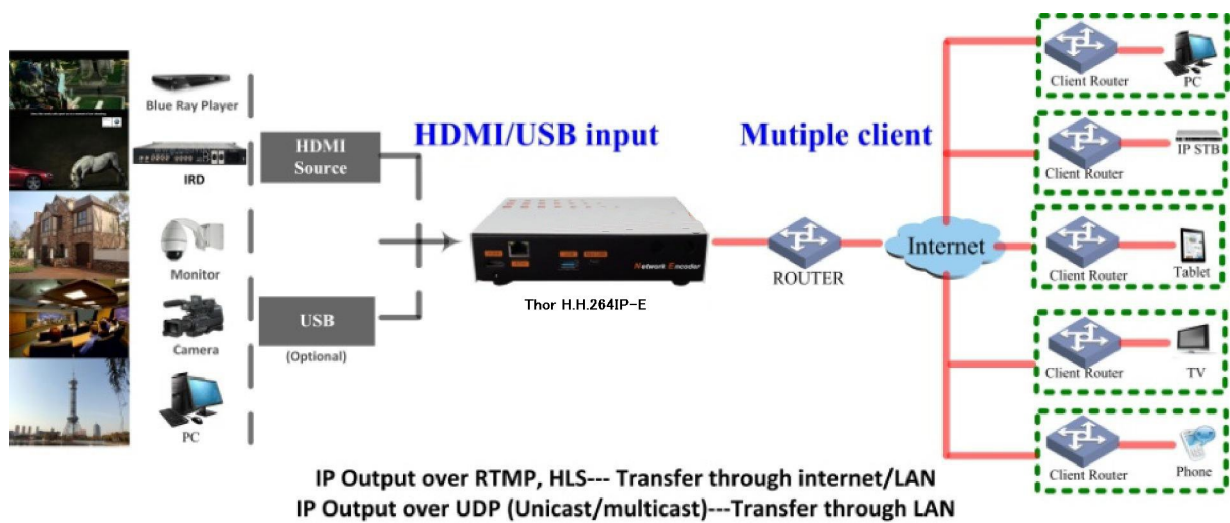 Blue Ray Player
IRD
Monitor
Camera
PC
HDMI
Source
USB
(Optional)
HDMI/USB input
Network Encoder
Thor H.H.264IP-E
Mutiple client
ROUTER
Internet
Client Router
PC
Client Router
IP STB
Client Router
Tablet
Client Router
TV
Client Router
Phone
IP Output over RTMP, HLS--- Transfer through internet/LAN
IP Output over UDP (Unicast/multicast)---Transfer through LAN